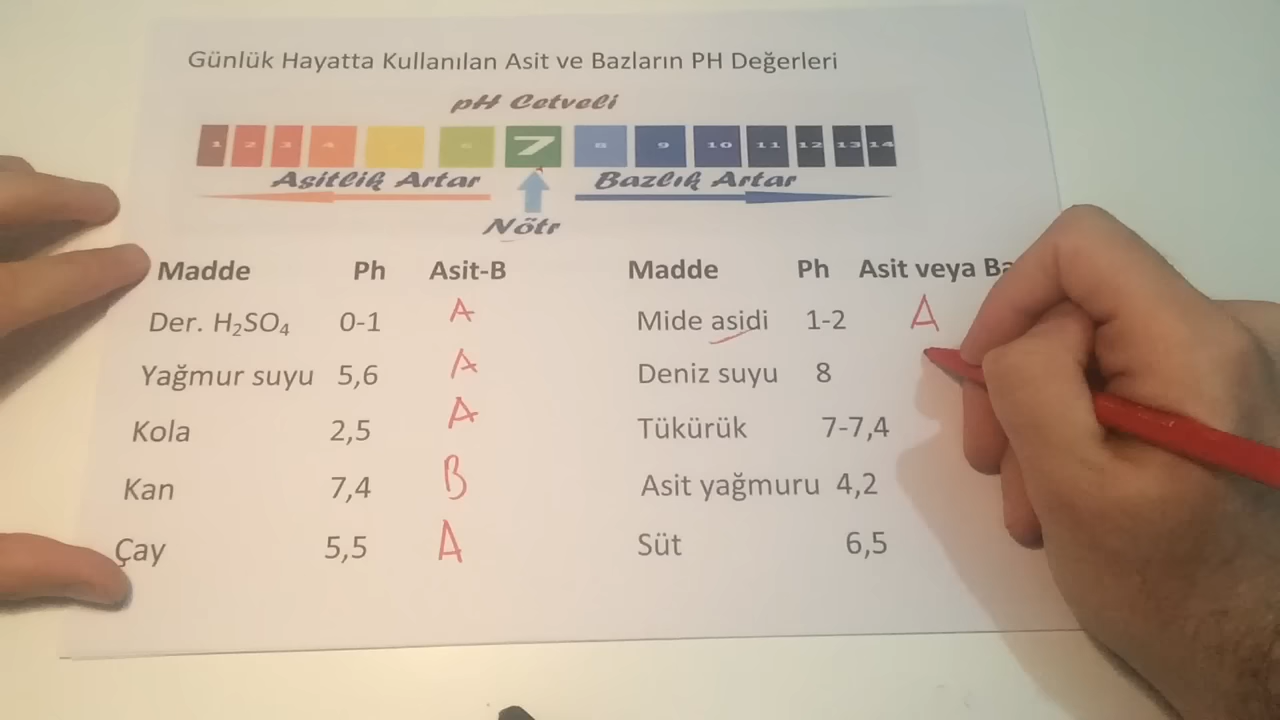 Günlük Hayatta Kullanılan Asit ve Bazların PH Değerleri
pH Cetveli
1 2 3 4 6 7 8 9 10 11 12 13 14
Asitlik Artar Bazlık Artar
Nötr
Madde Ph Asit-B Madde Ph Asit veya Ba
Der. H₂SO₄ 0-1 A Mide asidi 1-2 A
Yağmur suyu 5,6 A Deniz suyu 8
Kola 2,5 A Tükürük 7-7,4
Kan 7,4 B Asit yağmuru 4,2
Çay 5,5 A Süt 6,5